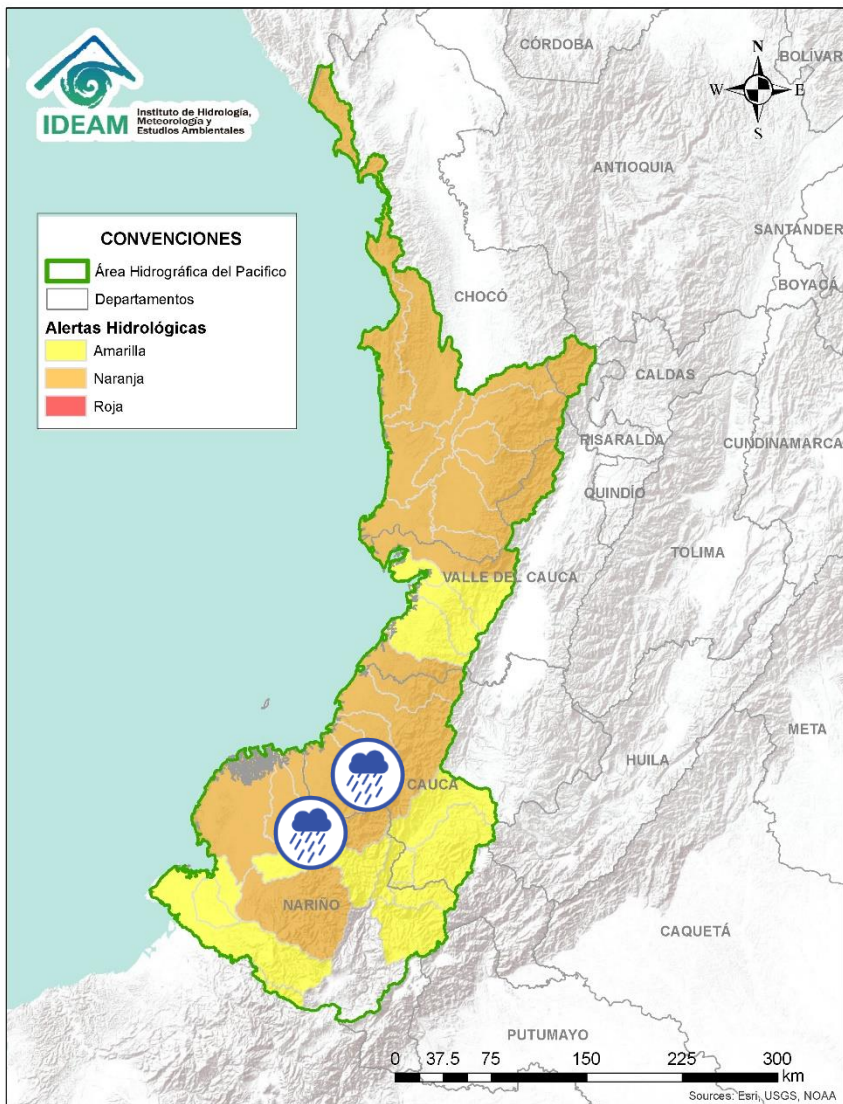 IDEAM
Instituto de Hidrología,
Meteorología y
Estudios Ambientales
N
W
E
S
CONVENCIONES
Área Hidrográfica del Pacifico
Departamentos
Alertas Hidrológicas
Amarilla
Naranja
Roja
CÓRDOBA
BOLÍVAR
ANTIOQUIA
SANTANDER
BOYACÁ
CHOCÓ
CALDAS
RISARALDA
CUNDINAMARCA
QUINDÍO
TOLIMA
VALLE DEL CAUCA
META
HUILA
CAUCA
NARIÑO
CAQUETÁ
PUTUMAYO
0 37.5 75 150 225 300
km
Sources: Esri, USGS, NOAA